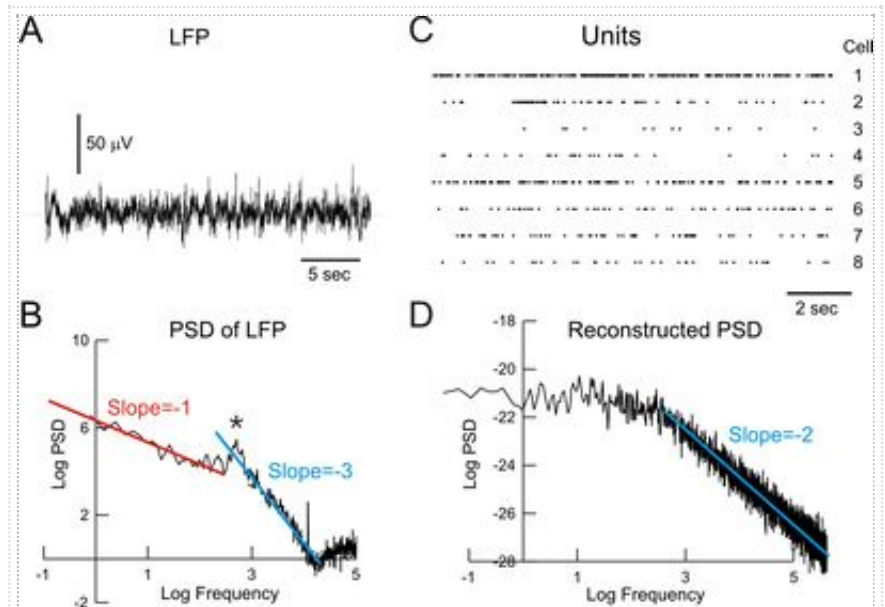 A
LFP
50 μV
5 sec
C
Units
Cell
1
2
3
4
5
6
7
8
2 sec
B
PSD of LFP
10
6
2
-2
Log PSD
Slope=-1
*
Slope=-3
-1
1
3
5
Log Frequency
D
Reconstructed PSD
-18
-20
-22
-24
-26
-28
Log PSD
Slope=-2
-1
1
3
5
Log Frequency